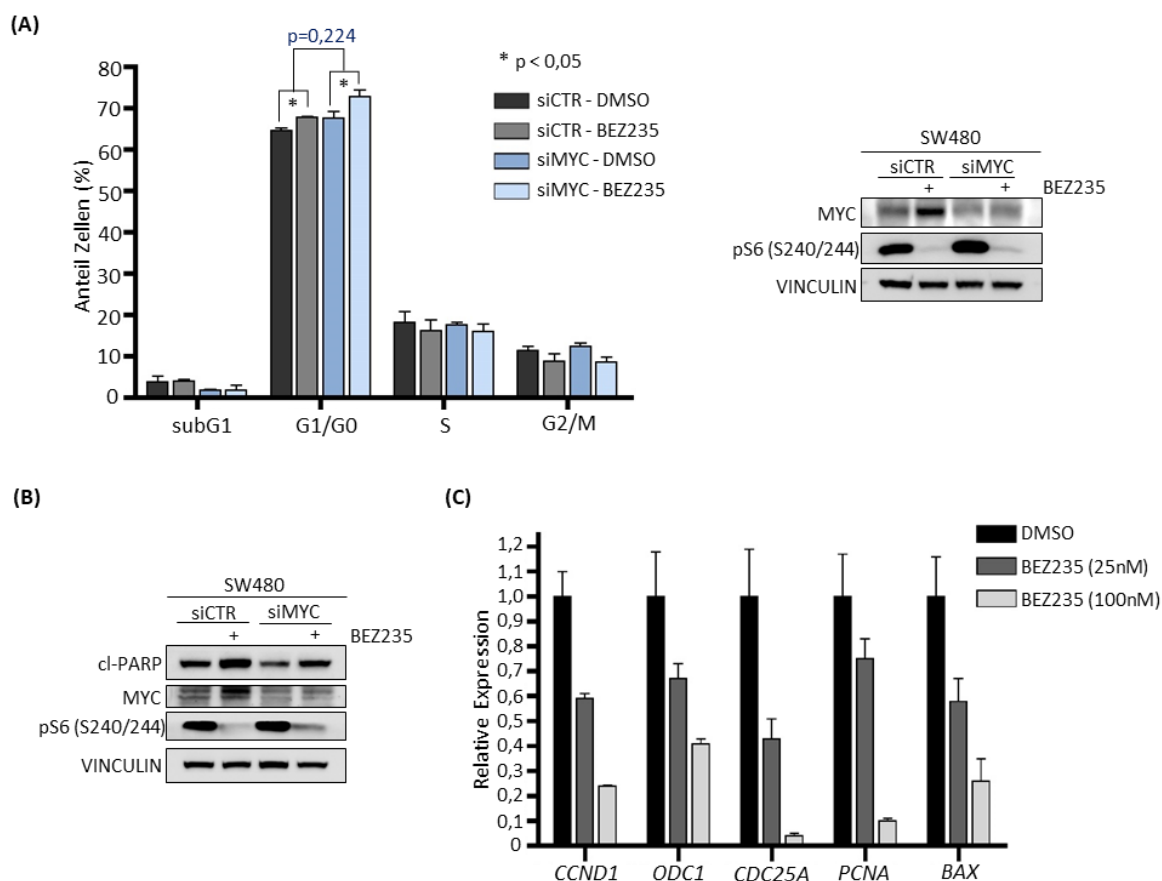 (A)
p=0,224
* p < 0,05
* *
siCTR - DMSO
siCTR - BEZ235
siMYC - DMSO
siMYC - BEZ235
Anteil Zellen (%)
80
70
60
50
40
30
20
10
0
subG1 G1/G0 S G2/M
SW480
siCTR siMYC
+ + BEZ235
MYC
pS6 (S240/244)
VINCULIN
(B)
SW480
siCTR siMYC
+ + BEZ235
cl-PARP
MYC
pS6 (S240/244)
VINCULIN
(C)
DMSO
BEZ235 (25nM)
BEZ235 (100nM)
Relative Expression
1,2
1,1
1,0
0,9
0,8
0,7
0,6
0,5
0,4
0,3
0,2
0,1
0
CCND1 ODC1 CDC25A PCNA BAX